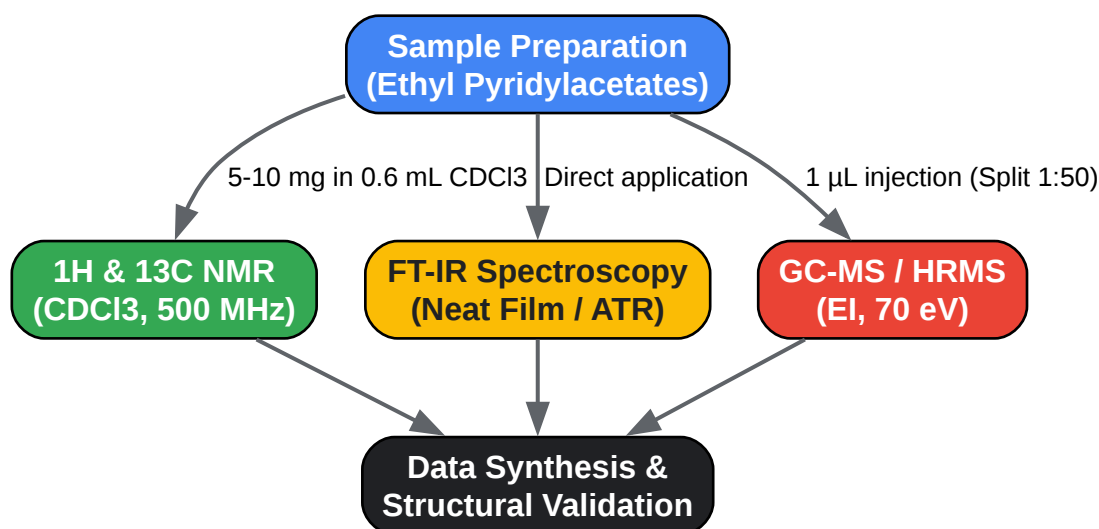 Sample Preparation
(Ethyl Pyridylacetates)
5-10 mg in 0.6 mL CDCl3
Direct application
1 µL injection (Split 1:50)
1H & 13C NMR
(CDCl3, 500 MHz)
FT-IR Spectroscopy
(Neat Film / ATR)
GC-MS / HRMS
(EI, 70 eV)
Data Synthesis &
Structural Validation